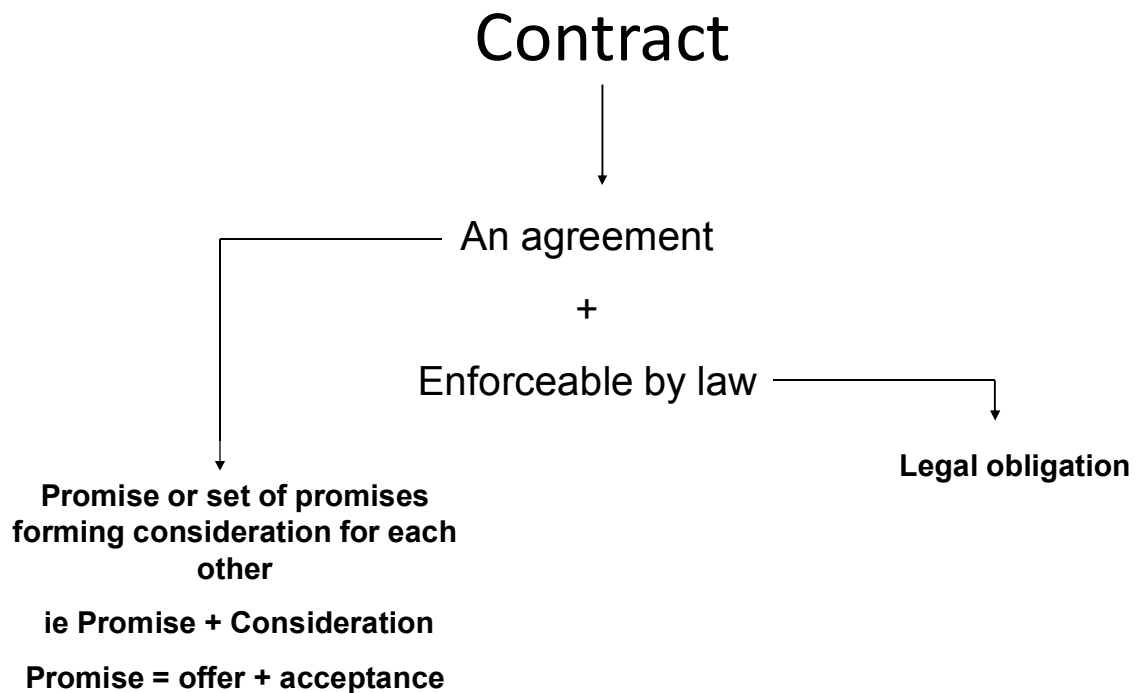 Contract
An agreement
+
Enforceable by law
Legal obligation
Promise or set of promises
forming consideration for each
other
ie Promise + Consideration
Promise = offer + acceptance